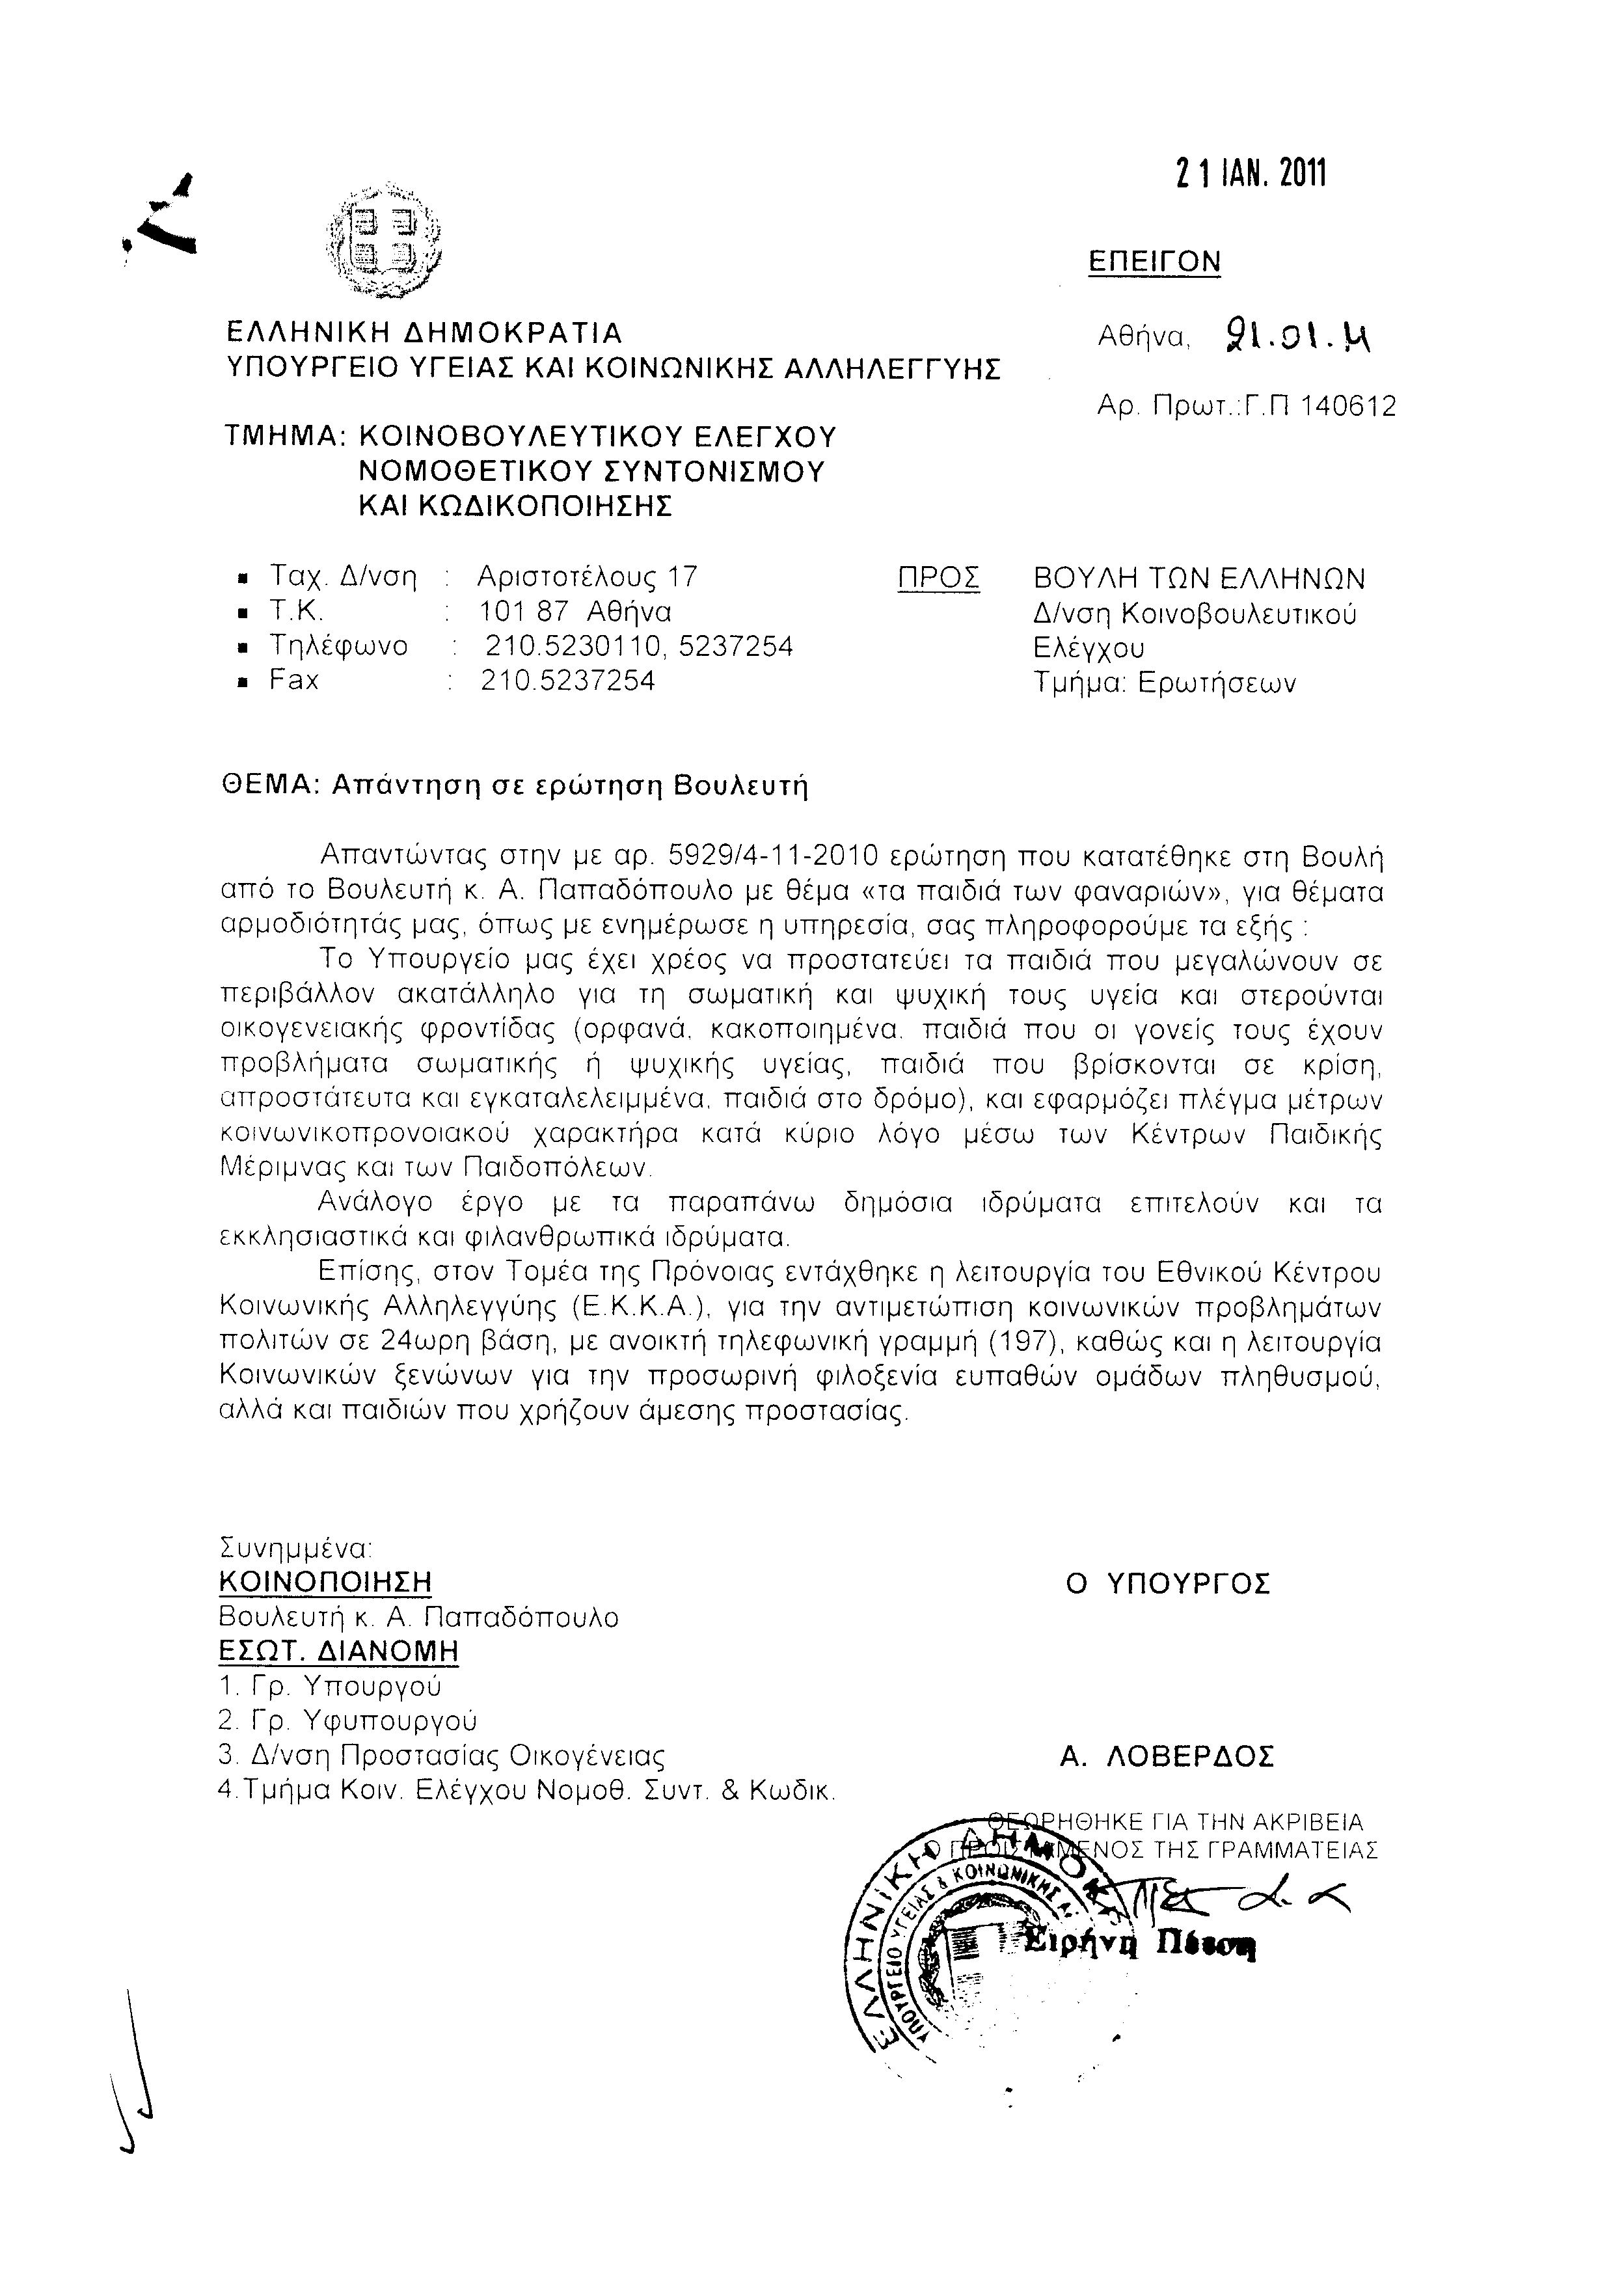 21 ΙΑΝ. 2011
ΕΠΕΙΓΟΝ
ΕΛΛΗΝΙΚΗ ΔΗΜΟΚΡΑΤΙΑ
ΥΠΟΥΡΓΕΙΟ ΥΓΕΙΑΣ ΚΑΙ ΚΟΙΝΩΝΙΚΗΣ ΑΛΛΗΛΕΓΓΥΗΣ
Αθήνα, 21.01.11
Αρ. Πρωτ.:Γ.Π 140612
ΤΜΗΜΑ: ΚΟΙΝΟΒΟΥΛΕΥΤΙΚΟΥ ΕΛΕΓΧΟΥ
ΝΟΜΟΘΕΤΙΚΟΥ ΣΥΝΤΟΝΙΣΜΟΥ
ΚΑΙ ΚΩΔΙΚΟΠΟΙΗΣΗΣ
▪ Ταχ. Δ/νση : Αριστοτέλους 17
▪ Τ.Κ. : 101 87 Αθήνα
▪ Τηλέφωνο : 210.5230110, 5237254
▪ Fax : 210.5237254
ΠΡΟΣ ΒΟΥΛΗ ΤΩΝ ΕΛΛΗΝΩΝ
Δ/νση Κοινοβουλευτικού
Ελέγχου
Τμήμα: Ερωτήσεων
ΘΕΜΑ: Απάντηση σε ερώτηση Βουλευτή
Απαντώντας στην με αρ. 5929/4-11-2010 ερώτηση που κατατέθηκε στη Βουλή
από το Βουλευτή κ. Α. Παπαδόπουλο με θέμα «τα παιδιά των φαναριών», για θέματα
αρμοδιότητάς μας, όπως με ενημέρωσε η υπηρεσία, σας πληροφορούμε τα εξής :
Το Υπουργείο μας έχει χρέος να προστατεύει τα παιδιά που μεγαλώνουν σε
περιβάλλον ακατάλληλο για τη σωματική και ψυχική τους υγεία και στερούνται
οικογενειακής φροντίδας (ορφανά, κακοποιημένα, παιδιά που οι γονείς τους έχουν
προβλήματα σωματικής ή ψυχικής υγείας, παιδιά που βρίσκονται σε κρίση,
απροστάτευτα και εγκαταλελειμμένα, παιδιά στο δρόμο), και εφαρμόζει πλέγμα μέτρων
κοινωνικοπρονοιακού χαρακτήρα κατά κύριο λόγο μέσω των Κέντρων Παιδικής
Μέριμνας και των Παιδοπόλεων.
Ανάλογο έργο με τα παραπάνω δημόσια ιδρύματα επιτελούν και τα
εκκλησιαστικά και φιλανθρωπικά ιδρύματα.
Επίσης, στον Τομέα της Πρόνοιας εντάχθηκε η λειτουργία του Εθνικού Κέντρου
Κοινωνικής Αλληλεγγύης (Ε.Κ.Κ.Α.), για την αντιμετώπιση κοινωνικών προβλημάτων
πολιτών σε 24ωρη βάση, με ανοικτή τηλεφωνική γραμμή (197), καθώς και η λειτουργία
Κοινωνικών ξενώνων για την προσωρινή φιλοξενία ευπαθών ομάδων πληθυσμού,
αλλά και παιδιών που χρήζουν άμεσης προστασίας.
Συνημμένα:
ΚΟΙΝΟΠΟΙΗΣΗ
Βουλευτή κ. Α. Παπαδόπουλο
ΕΣΩΤ. ΔΙΑΝΟΜΗ
1. Γρ. Υπουργού
2. Γρ. Υφυπουργού
3. Δ/νση Προστασίας Οικογένειας
4.Τμήμα Κοιν. Ελέγχου Νομοθ. Συντ. & Κωδικ.
Ο ΥΠΟΥΡΓΟΣ
Α. ΛΟΒΕΡΔΟΣ
ΘΕΩΡΗΘΗΚΕ ΓΙΑ ΤΗΝ ΑΚΡΙΒΕΙΑ
Ο ΠΡΟΙΣΤΑΜΕΝΟΣ ΤΗΣ ΓΡΑΜΜΑΤΕΙΑΣ
ΕΛΛΗΝΙΚΗ ΔΗΜΟΚ
ΥΠΟΥΡΓΕΙΟ ΥΓΕΙΑΣ & ΚΟΙΝΩΝΙΚΗΣ
Ειρήνη